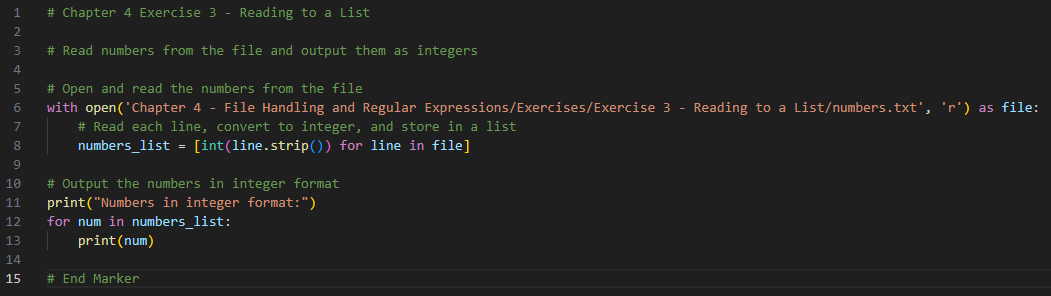 1 # Chapter 4 Exercise 3 - Reading to a List
2
3 # Read numbers from the file and output them as integers
4
5 # Open and read the numbers from the file
6 with open('Chapter 4 - File Handling and Regular Expressions/Exercises/Exercise 3 - Reading to a List/numbers.txt', 'r') as file:
7     # Read each line, convert to integer, and store in a list
8     numbers_list = [int(line.strip()) for line in file]
9
10 # Output the numbers in integer format
11 print("Numbers in integer format:")
12 for num in numbers_list:
13     print(num)
14
15 # End Marker